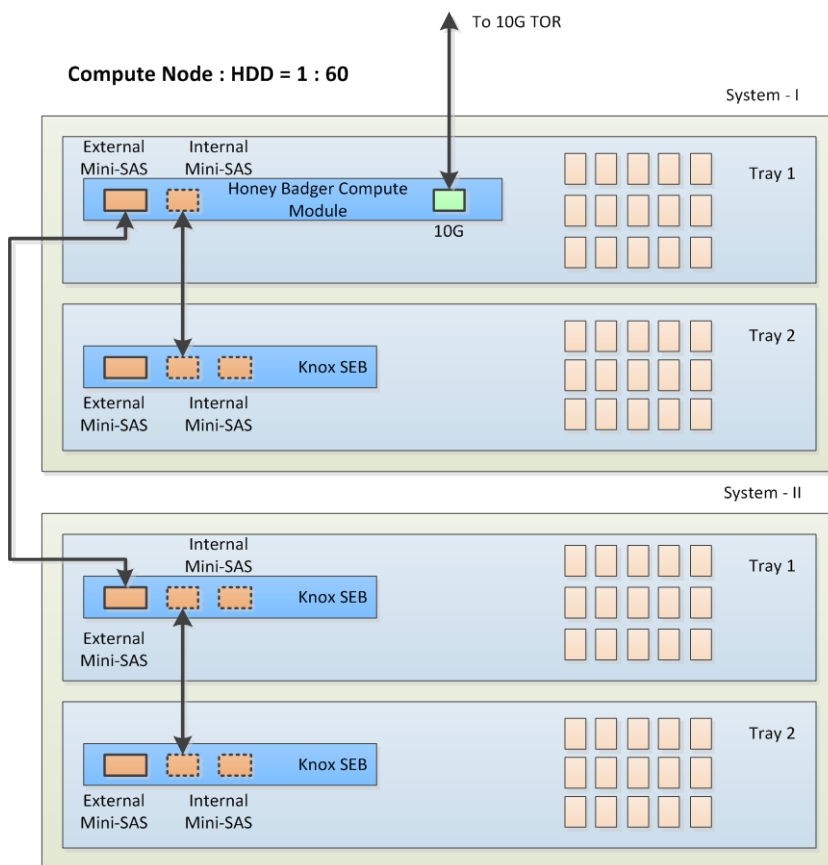 To 10G TOR
Compute Node : HDD = 1 : 60
System - I
External
Mini-SAS
Internal
Mini-SAS
Honey Badger Compute
Module
10G
Tray 1
Knox SEB
Tray 2
External
Mini-SAS
Internal
Mini-SAS
System - II
Internal
Mini-SAS
Knox SEB
Tray 1
External
Mini-SAS
Knox SEB
Tray 2
External
Mini-SAS
Internal
Mini-SAS